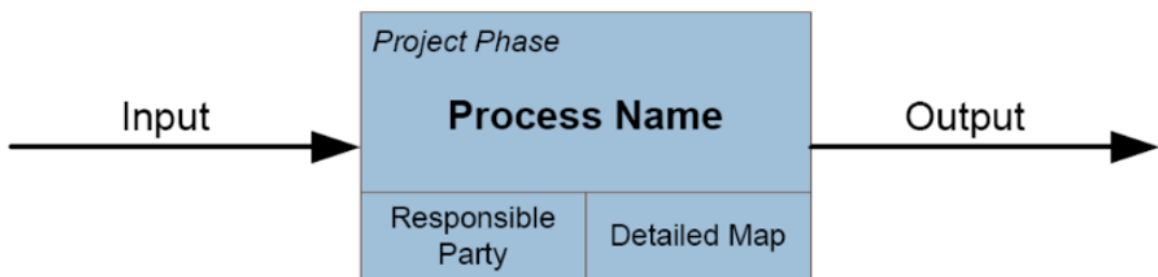 Project Phase
Input
Process Name
Output
Responsible
Party
Detailed Map